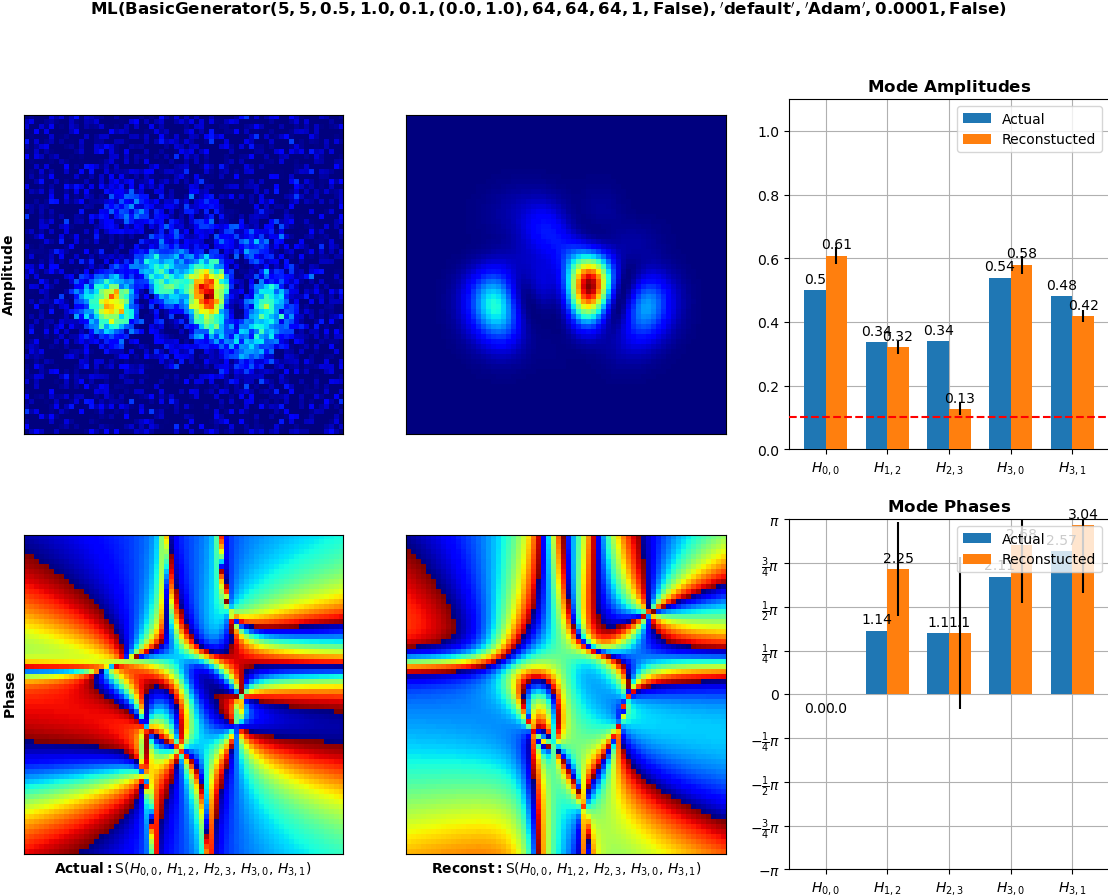 ML(BasicGenerator(5, 5, 0.5, 1.0, 0.1, (0.0, 1.0), 64, 64, 64, 1, False), ′default′, ′Adam′, 0.0001, False)
Amplitude
Mode Amplitudes
Actual
Reconstucted
1.0
0.8
0.6
0.4
0.2
0.0
0.5
0.61
0.34
0.32
0.34
0.13
0.54
0.58
0.48
0.42
H₀,₀ H₁,₂ H₂,₃ H₃,₀ H₃,₁
Phase
Actual: S(H₀,₀, H₁,₂, H₂,₃, H₃,₀, H₃,₁)
Reconst: S(H₀,₀, H₁,₂, H₂,₃, H₃,₀, H₃,₁)
Mode Phases
Actual
Reconstucted
π
3/4π
1/2π
1/4π
0
−1/4π
−1/2π
−3/4π
−π
0.0
0.0
1.14
2.25
1.1
1.1
2.57
3.04
H₀,₀ H₁,₂ H₂,₃ H₃,₀ H₃,₁